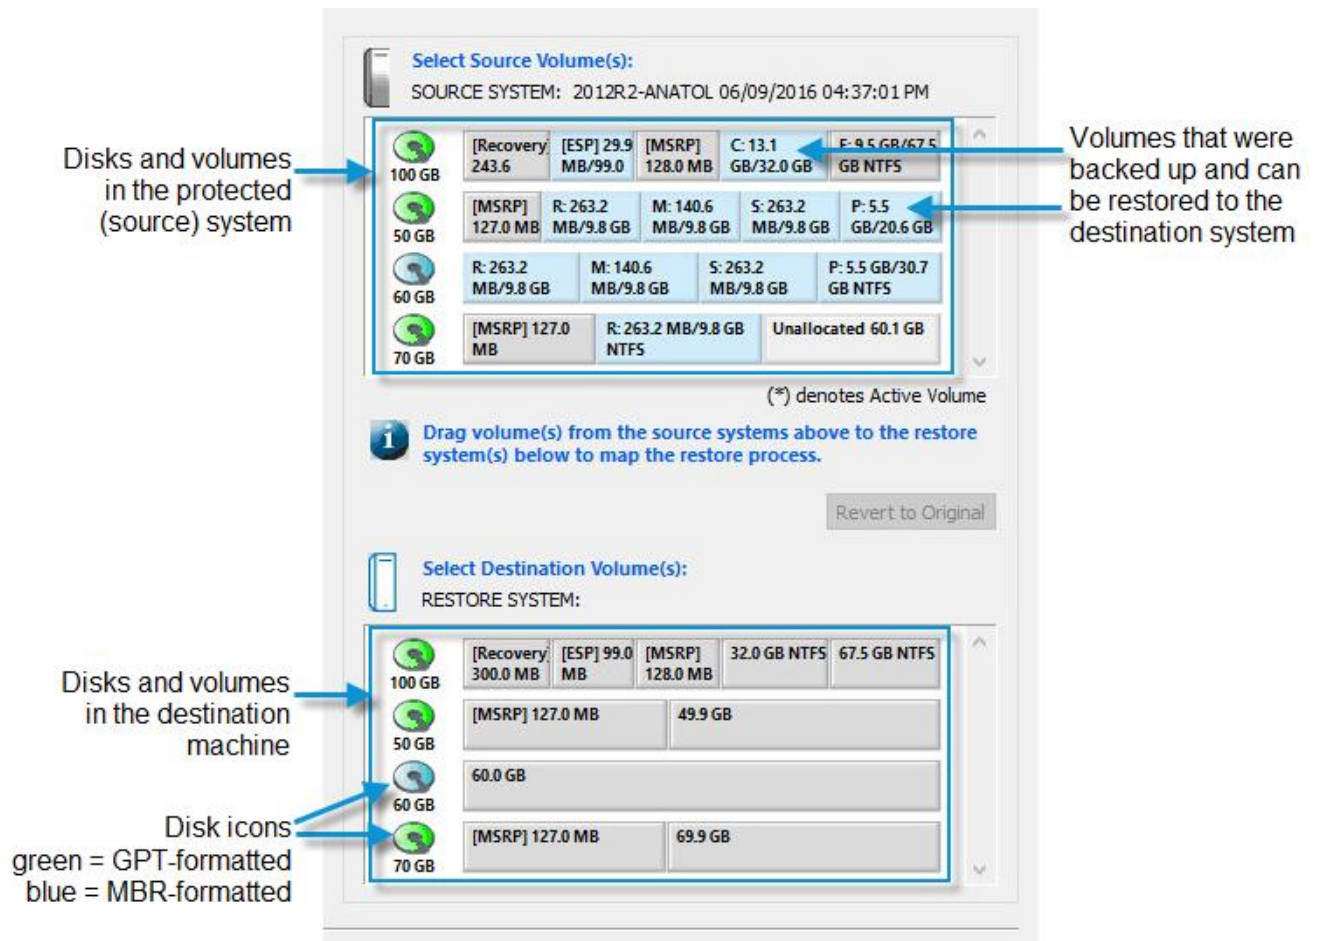 Select Source Volume(s):
SOURCE SYSTEM: 2012R2-ANATOL 06/09/2016 04:37:01 PM
Disks and volumes
in the protected
(source) system
100 GB
[Recovery] [ESP] 29.9 [MSRP] C: 13.1 E: 9.5 GB/67.5
243.6 MB/99.0 128.0 MB GB/32.0 GB GB NTFS
50 GB
[MSRP] R: 263.2 M: 140.6 S: 263.2 P: 5.5
127.0 MB MB/9.8 GB MB/9.8 GB MB/9.8 GB GB/20.6 GB
60 GB
R: 263.2 M: 140.6 S: 263.2 P: 5.5 GB/30.7
MB/9.8 GB MB/9.8 GB MB/9.8 GB GB NTFS
70 GB
[MSRP] 127.0 R: 263.2 MB/9.8 GB Unallocated 60.1 GB
MB NTFS
Volumes that were
backed up and can
be restored to the
destination system
(*) denotes Active Volume
Drag volume(s) from the source systems above to the restore
system(s) below to map the restore process.
Revert to Original
Select Destination Volume(s):
RESTORE SYSTEM:
Disks and volumes
in the destination
machine
100 GB
[Recovery] [ESP] 99.0 [MSRP] 32.0 GB NTFS 67.5 GB NTFS
300.0 MB MB 128.0 MB
50 GB
[MSRP] 127.0 MB 49.9 GB
60 GB
60.0 GB
70 GB
[MSRP] 127.0 MB 69.9 GB
Disk icons
green = GPT-formatted
blue = MBR-formatted